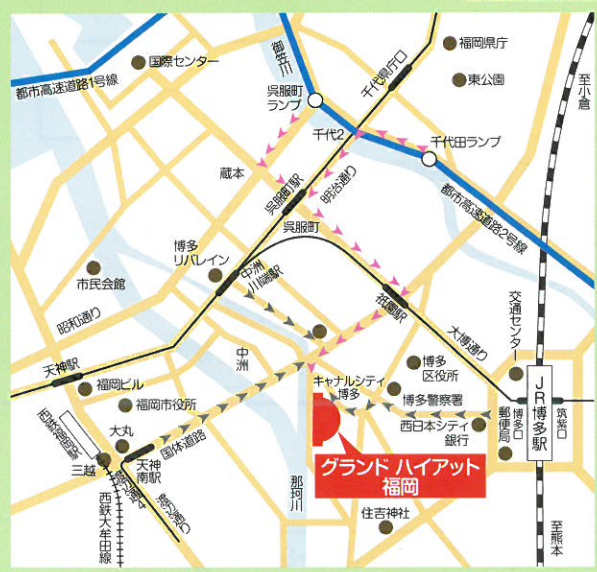 国際センター
都市高速道路1号線
御笠川
呉服町
ランプ
千代県庁口
福岡県庁
東公園
至小倉
千代2
千代田ランプ
蔵本
呉服町駅
明治通り
都市高速道路2号線
呉服町
博多
リバレイン
中洲
川端駅
市民会館
昭和通り
祇園駅
大博通り
交通センター
天神駅
中洲
福岡ビル
福岡市役所
キャナルシティ
博多
博多
区役所
博多警察署
西日本シティ
銀行
郵便局
博多口
JR博多駅
筑紫口
西鉄福岡駅
大丸
三越
天神
南駅
国体道路
渡辺通4
渡辺通り
西鉄大牟田線
那珂川
グランド ハイアット
福岡
住吉神社
至熊本